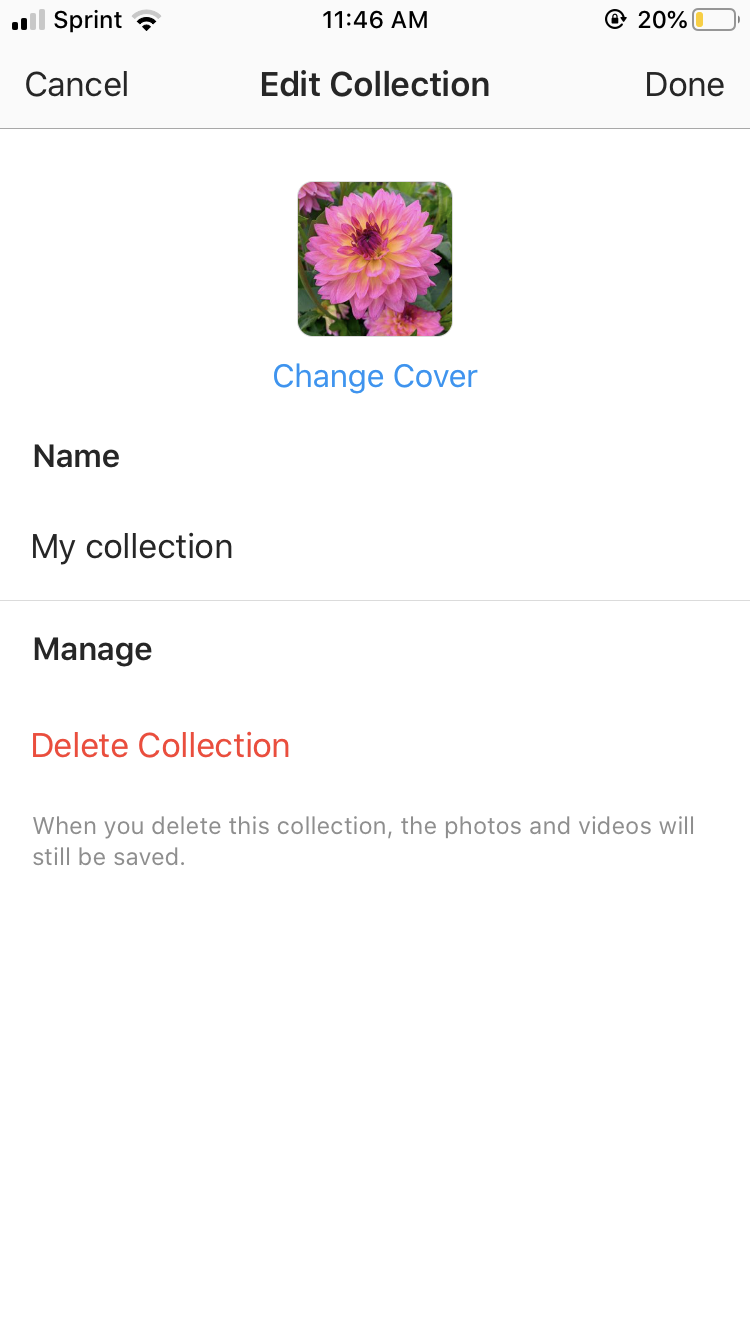 Sprint 11:46 AM 20%
Cancel Edit Collection Done
Change Cover
Name
My collection
Manage
Delete Collection
When you delete this collection, the photos and videos will
still be saved.